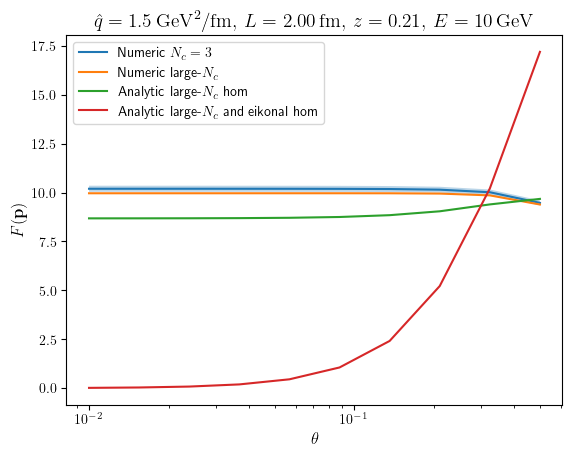 q̂ = 1.5 GeV²/fm, L = 2.00 fm, z = 0.21, E = 10 GeV
17.5
15.0
12.5
10.0
7.5
5.0
2.5
0.0
F(p)
Numeric N_c = 3
Numeric large-N_c
Analytic large-N_c hom
Analytic large-N_c and eikonal hom
10⁻²
10⁻¹
θ